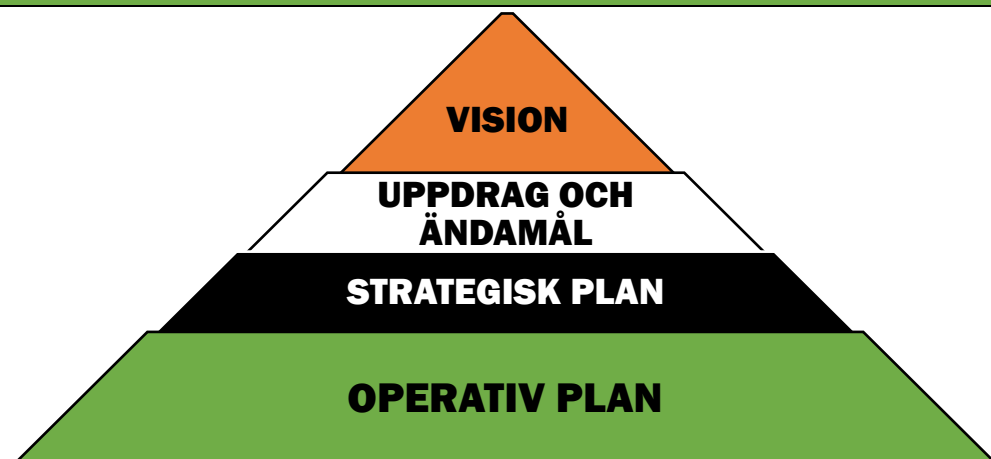 VISION
UPPDRAG OCH
ÄNDAMÅL
STRATEGISK PLAN
OPERATIV PLAN